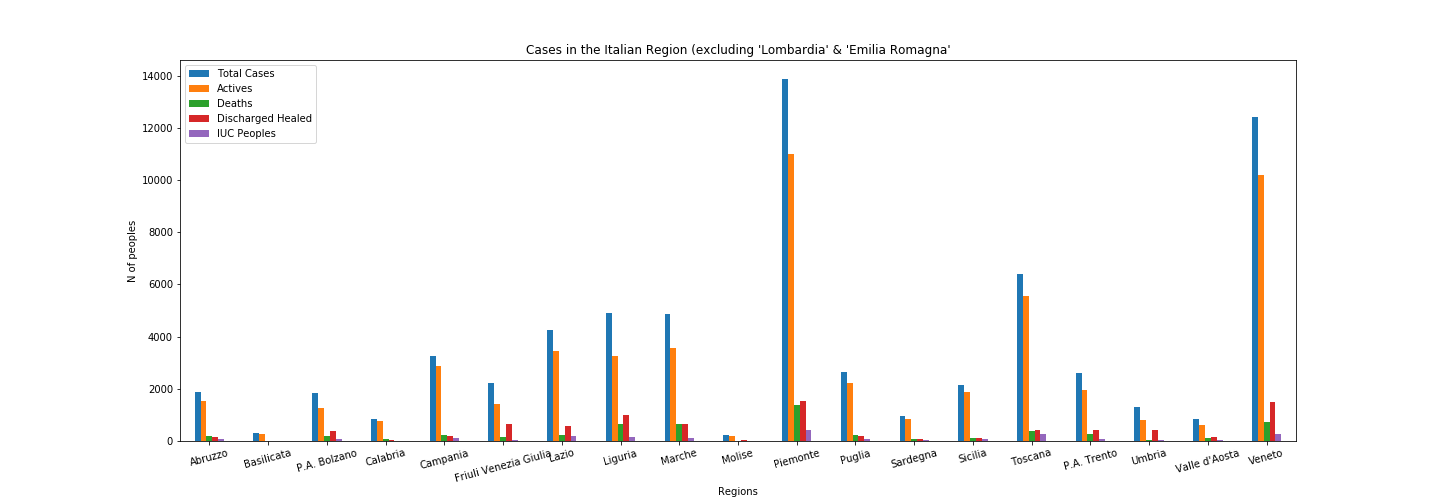 Cases in the Italian Region (excluding 'Lombardia' & 'Emilia Romagna'
Total Cases
Actives
Deaths
Discharged Healed
IUC Peoples
14000
12000
10000
8000
6000
4000
2000
0
N of peoples
Abruzzo
Basilicata
P.A. Bolzano
Calabria
Campania
Friuli Venezia Giulia
Lazio
Liguria
Marche
Molise
Piemonte
Puglia
Sardegna
Sicilia
Toscana
P.A. Trento
Umbria
Valle d'Aosta
Veneto
Regions